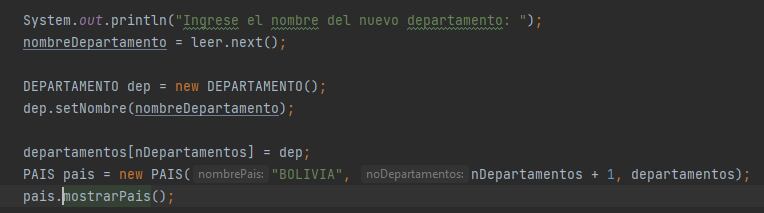 System.out.println("Ingrese el nombre del nuevo departamento: ");
nombreDepartamento = leer.next();
DEPARTAMENTO dep = new DEPARTAMENTO();
dep.setNombre(nombreDepartamento);
departamentos[nDepartamentos] = dep;
PAIS pais = new PAIS( nombrePais: "BOLIVIA", noDepartamentos: nDepartamentos + 1, departamentos);
pais.mostrarPais();